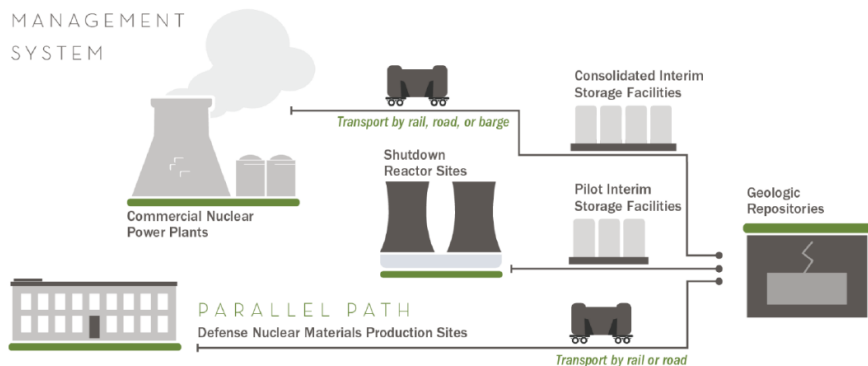 MANAGEMENT
SYSTEM
Transport by rail, road, or barge
Consolidated Interim
Storage Facilities
Shutdown
Reactor Sites
Commercial Nuclear
Power Plants
Pilot Interim
Storage Facilities
Geologic
Repositories
PARALLEL PATH
Defense Nuclear Materials Production Sites
Transport by rail or road